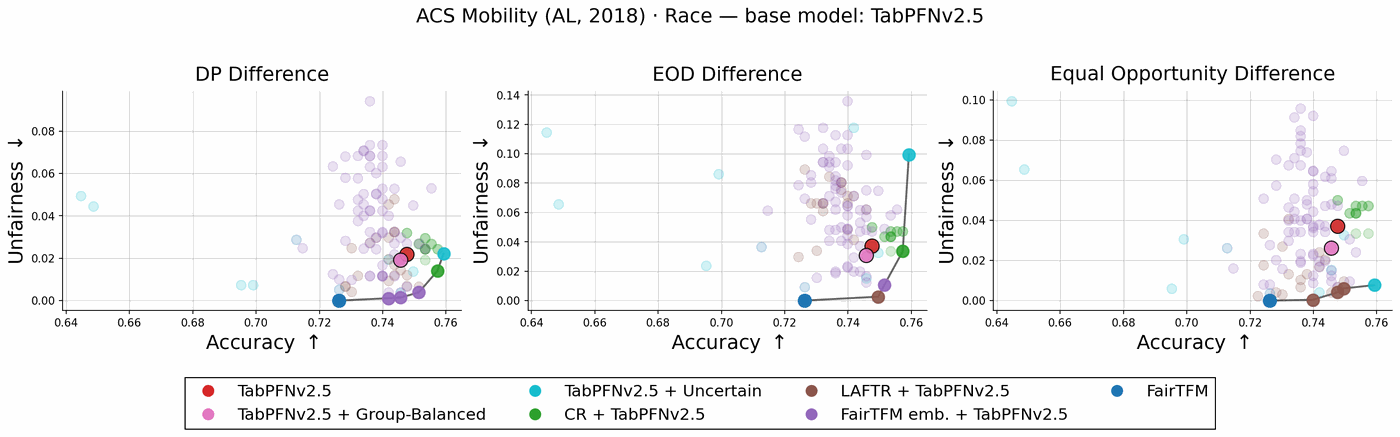 ACS Mobility (AL, 2018) · Race — base model: TabPFNv2.5
DP Difference
EOD Difference
Equal Opportunity Difference
Unfairness ↓
0.08
0.06
0.04
0.02
0.00
0.64 0.66 0.68 0.70 0.72 0.74 0.76
Accuracy ↑
Unfairness ↓
0.14
0.12
0.10
0.08
0.06
0.04
0.02
0.00
0.64 0.66 0.68 0.70 0.72 0.74 0.76
Accuracy ↑
Unfairness ↓
0.10
0.08
0.06
0.04
0.02
0.00
0.64 0.66 0.68 0.70 0.72 0.74 0.76
Accuracy ↑
TabPFNv2.5
TabPFNv2.5 + Group-Balanced
TabPFNv2.5 + Uncertain
CR + TabPFNv2.5
LAFTR + TabPFNv2.5
FairTFM emb. + TabPFNv2.5
FairTFM